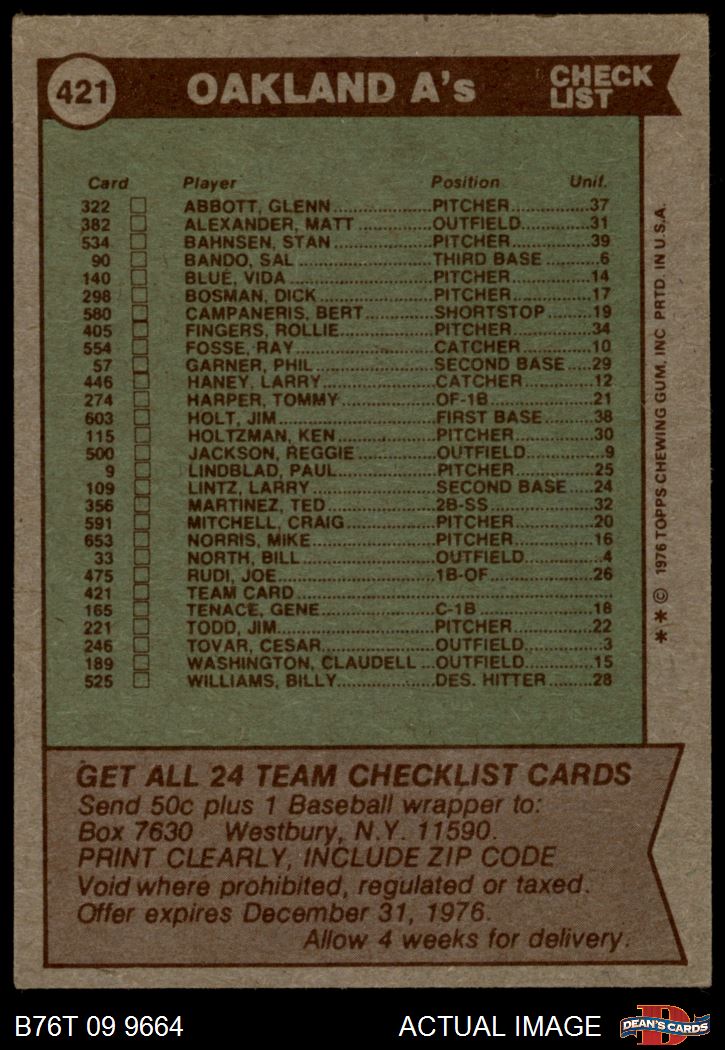 421 OAKLAND A's CHECK LIST
Card Player Position Unif.
322 ABBOTT, GLENN..............PITCHER..............37
382 ALEXANDER, MATT...........OUTFIELD.............31
534 BAHNSEN, STAN..............PITCHER..............39
90 BANDO, SAL.....................THIRD BASE.........6
140 BLUE, VIDA......................PITCHER..............14
298 BOSMAN, DICK................PITCHER..............17
580 CAMPANERIS, BERT.........SHORTSTOP........19
405 FINGERS, ROLLIE.............PITCHER..............34
554 FOSSE, RAY.....................CATCHER............10
57 GARNER, PHIL..................SECOND BASE....29
446 HANEY, LARRY.................CATCHER............12
274 HARPER, TOMMY.............OF-1B..................21
603 HOLT, JIM........................FIRST BASE.........38
115 HOLTZMAN, KEN..............PITCHER..............30
500 JACKSON, REGGIE...........OUTFIELD.............9
9 LINDBLAD, PAUL..............PITCHER..............25
109 LINTZ, LARRY...................SECOND BASE....24
356 MARTINEZ, TED................2B-SS..................32
591 MITCHELL, CRAIG.............PITCHER..............20
653 NORRIS, MIKE..................PITCHER..............16
33 NORTH, BILL....................OUTFIELD.............4
475 RUDI, JOE........................1B-OF..................26
421 TEAM CARD..............................................
165 TENACE, GENE.................C-1B....................18
221 TODD, JIM.......................PITCHER..............22
246 TOVAR, CESAR.................OUTFIELD.............3
189 WASHINGTON, CLAUDELL...OUTFIELD...........15
525 WILLIAMS, BILLY...............DES. HITTER........28
* * © 1976 TOPPS CHEWING GUM, INC. PRTD. IN U.S.A.
GET ALL 24 TEAM CHECKLIST CARDS
Send 50c plus 1 Baseball wrapper to:
Box 7630 Westbury, N.Y. 11590.
PRINT CLEARLY, INCLUDE ZIP CODE
Void where prohibited, regulated or taxed.
Offer expires December 31, 1976.
Allow 4 weeks for delivery.
B76T 09 9664 ACTUAL IMAGE DEAN'S CARDS